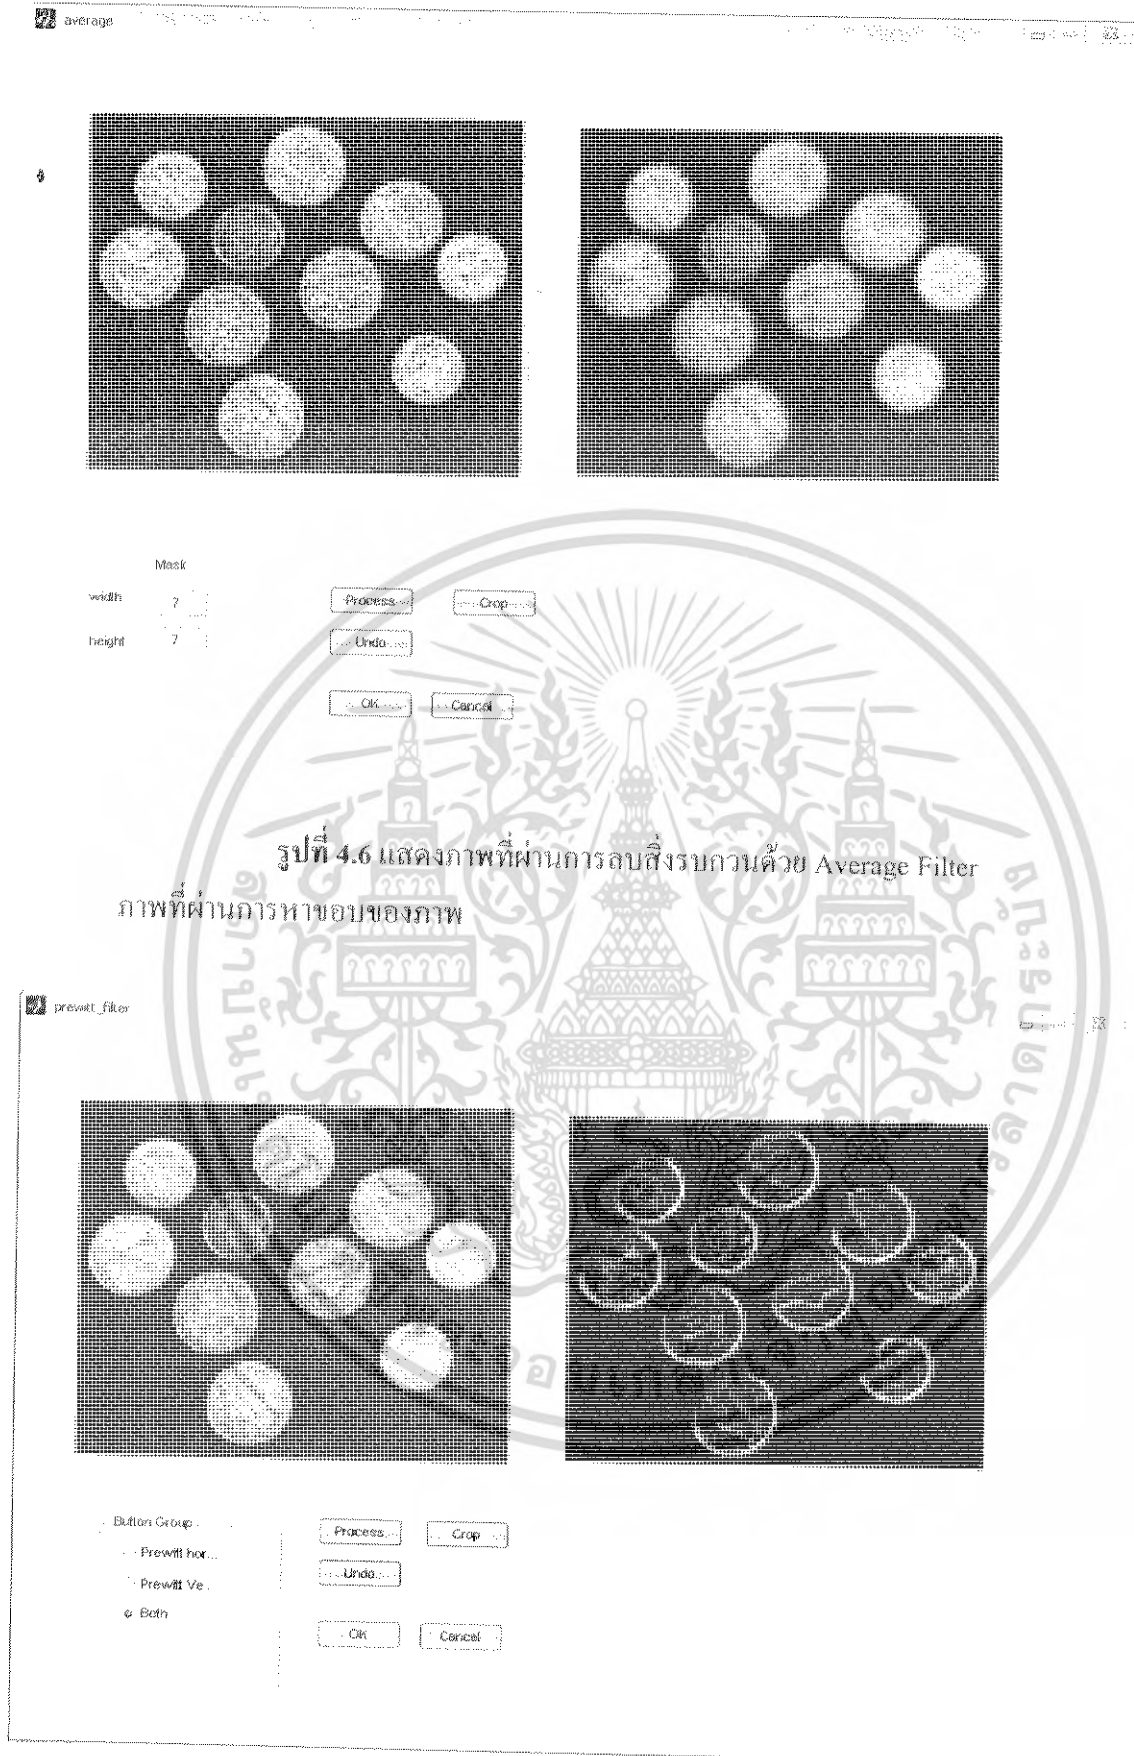 average
Mask
width 7
height 7
Process Crop
Undo
OK Cancel
รูปที่ 4.6 แสดงภาพที่ผ่านการลบสิ่งรบกวนด้วย Average Filter
ภาพที่ผ่านการหาขอบของภาพ
prewitt_filter
Button Group
Prewitt hor...
Prewitt Ve
Both
Process Crop
Undo
OK Cancel